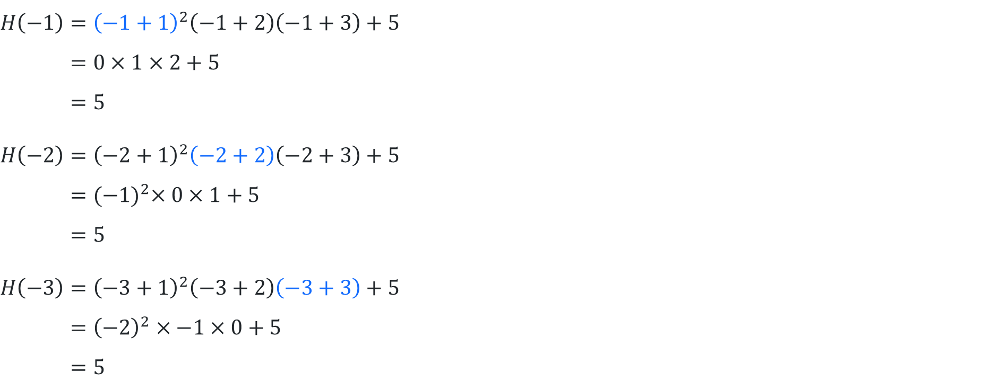 H(−1) = (−1 + 1)²(−1 + 2)(−1 + 3) + 5
= 0 × 1 × 2 + 5
= 5
H(−2) = (−2 + 1)²(−2 + 2)(−2 + 3) + 5
= (−1)² × 0 × 1 + 5
= 5
H(−3) = (−3 + 1)²(−3 + 2)(−3 + 3) + 5
= (−2)² × −1 × 0 + 5
= 5